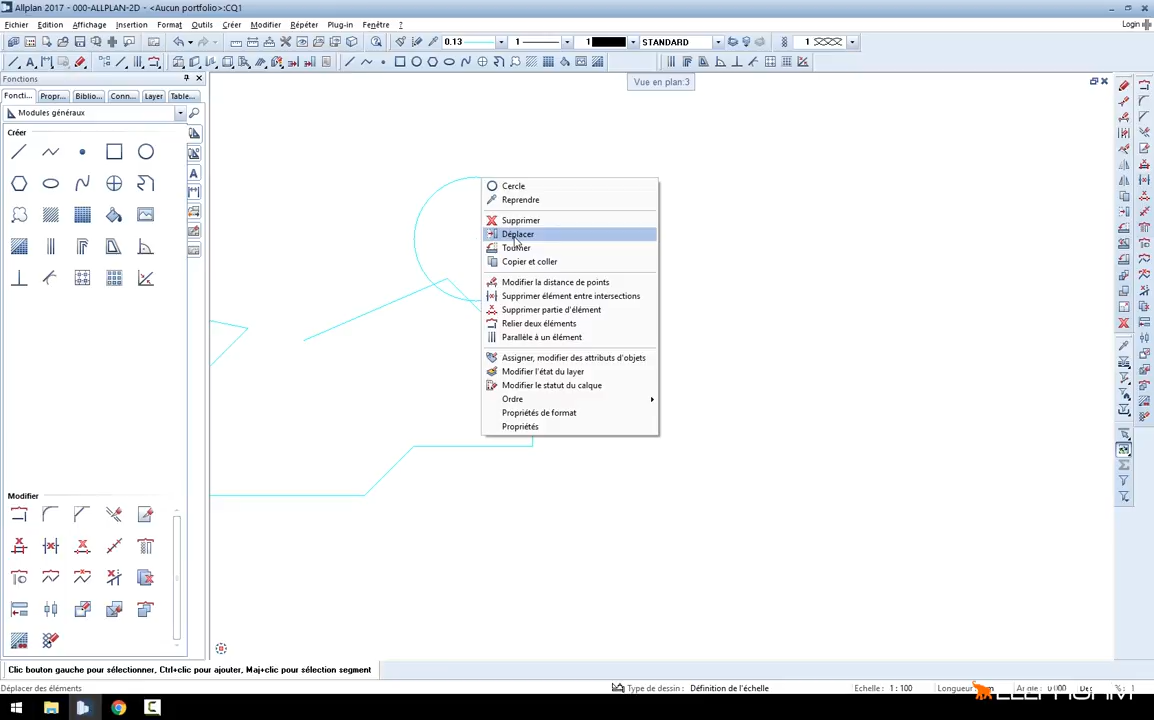 Allplan 2017 - 000-ALLPLAN-2D - <Aucun portfolio>:CQ1
Fichier Edition Affichage Insertion Format Outils Créer Modifier Répéter Plug-in Fenêtre ?
Login
0.13 1 1 STANDARD 1
Fonctions
Vue en plan:3
Foncti... Propr... Biblio... Conn... Layer Table...
Modules généraux
Créer
Cercle
Reprendre
Supprimer
Déplacer
Tourner
Copier et coller
Modifier la distance de points
Supprimer élément entre intersections
Supprimer partie d'élément
Relier deux éléments
Parallèle à un élément
Assigner, modifier des attributs d'objets
Modifier l'état du layer
Modifier le statut du calque
Ordre
Propriétés de format
Propriétés
Modifier
Clic bouton gauche pour sélectionner, Ctrl+clic pour ajouter, Maj+clic pour sélection segment
Déplacer des éléments
Type de dessin : Définition de l'échelle Echelle : 1 : 100